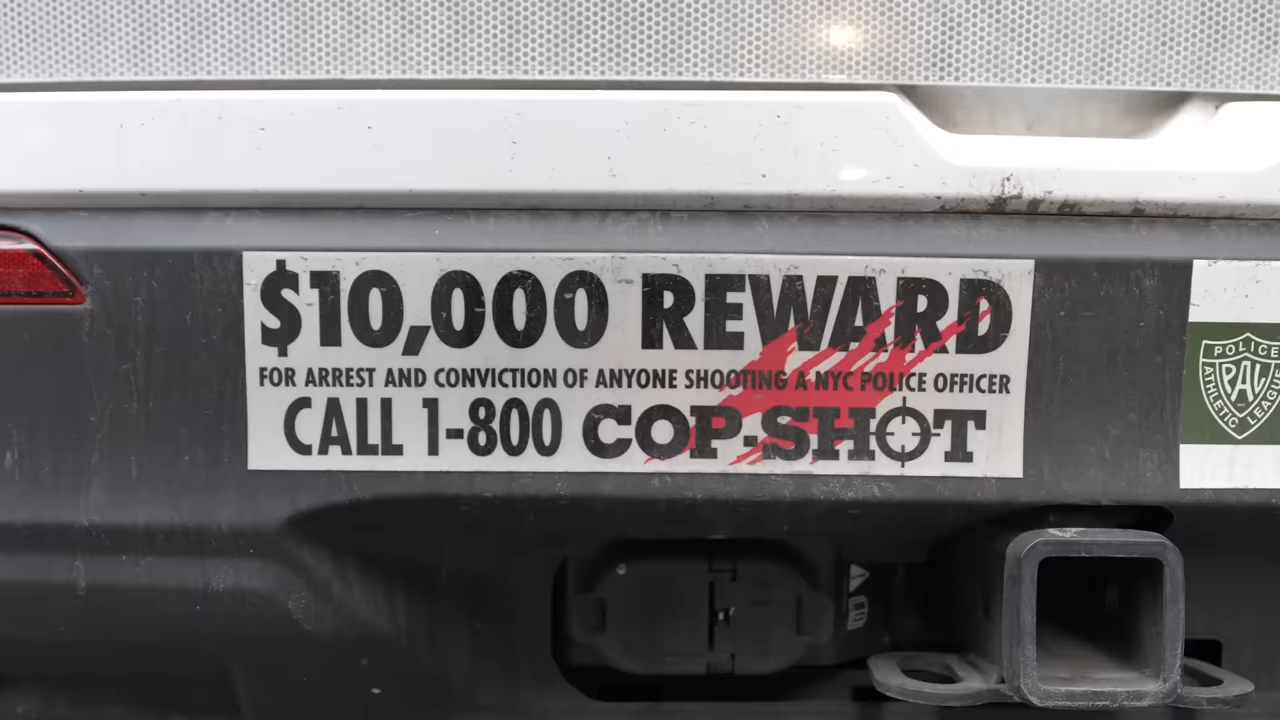 $10,000 REWARD
FOR ARREST AND CONVICTION OF ANYONE SHOOTING A NYC POLICE OFFICER
CALL 1-800 COP-SHOT
POLICE
ATHLETIC
LEAGUE
PAL